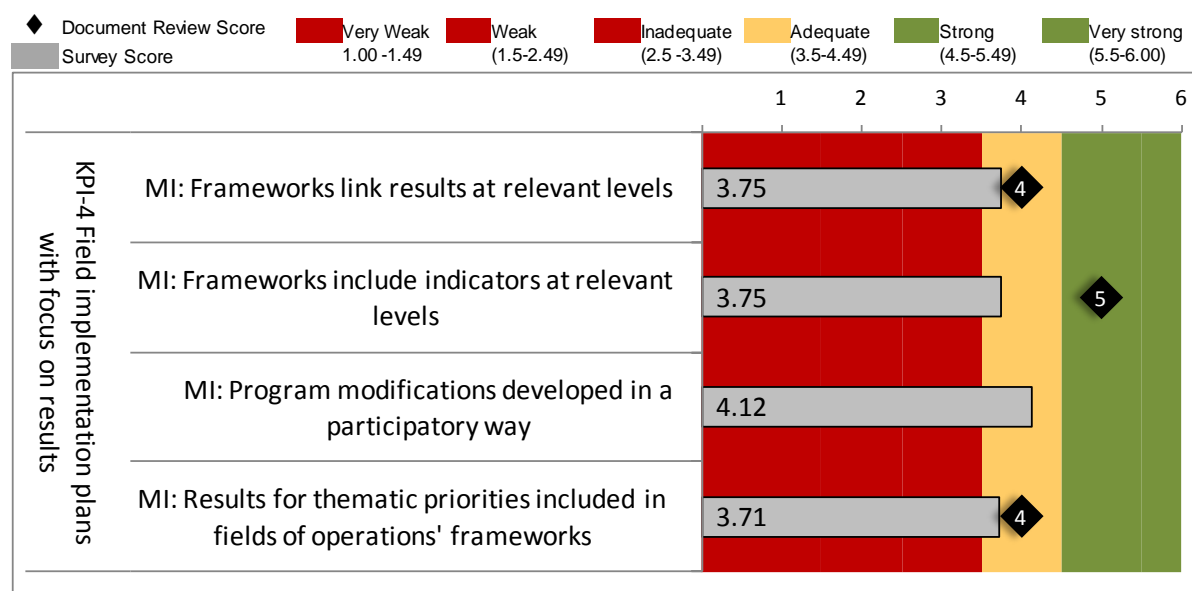 Document Review Score
Survey Score
Very Weak
1.00 -1.49
Weak
(1.5-2.49)
Inadequate
(2.5 -3.49)
Adequate
(3.5-4.49)
Strong
(4.5-5.49)
Very strong
(5.5-6.00)
1 2 3 4 5 6
KPI-4 Field implementation plans
with focus on results
MI: Frameworks link results at relevant levels
3.75
4
MI: Frameworks include indicators at relevant
levels
3.75
5
MI: Program modifications developed in a
participatory way
4.12
MI: Results for thematic priorities included in
fields of operations' frameworks
3.71
4